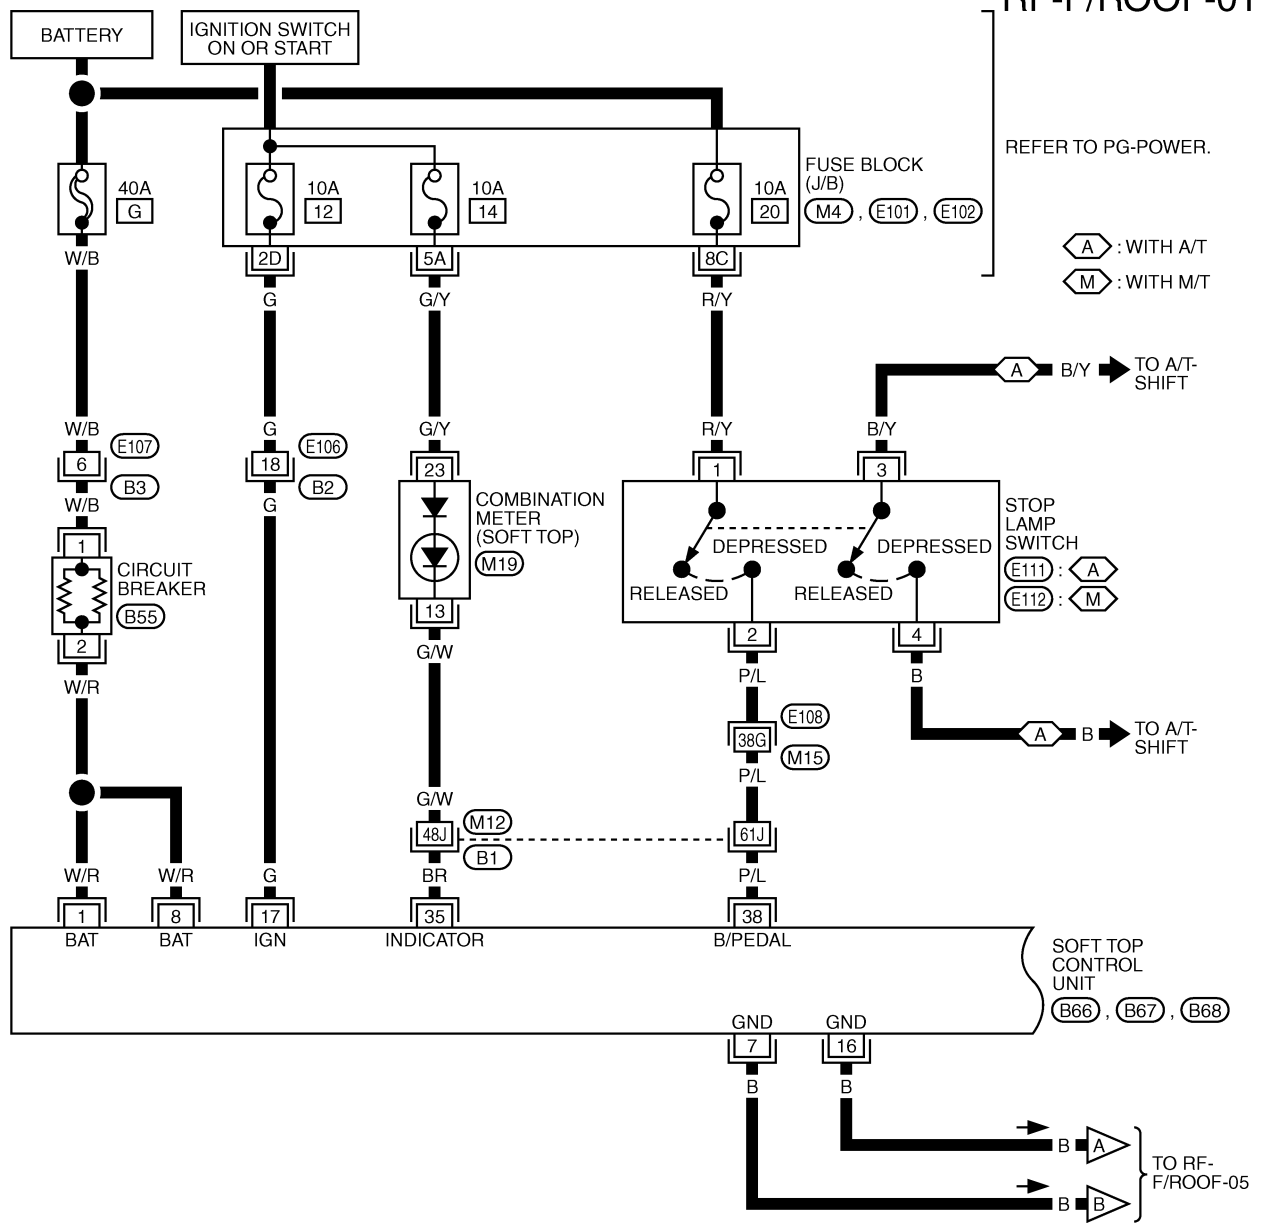 RF-F/ROOF-01
BATTERY
IGNITION SWITCH
ON OR START
REFER TO PG-POWER.
40A
G
10A
12
10A
14
10A
20
FUSE BLOCK
(J/B)
M4 , E101 , E102
A : WITH A/T
M : WITH M/T
2D
5A
8C
W/B
G
G/Y
R/Y
A
B/Y
TO A/T-
SHIFT
W/B
G
G/Y
R/Y
B/Y
6
E107
B3
18
E106
B2
23
1
3
W/B
G
COMBINATION
METER
(SOFT TOP)
M19
STOP
LAMP
SWITCH
E111 : A
E112 : M
DEPRESSED
RELEASED
DEPRESSED
RELEASED
1
CIRCUIT
BREAKER
B55
2
13
2
4
W/R
G/W
P/L
B
38G
E108
M15
A
B
TO A/T-
SHIFT
P/L
G/W
48J
M12
B1
61J
W/R
W/R
G
BR
P/L
1
8
17
35
38
BAT
BAT
IGN
INDICATOR
B/PEDAL
SOFT TOP
CONTROL
UNIT
B66 , B67 , B68
GND
GND
7
16
B
B
B
A
B
B
TO RF-
F/ROOF-05